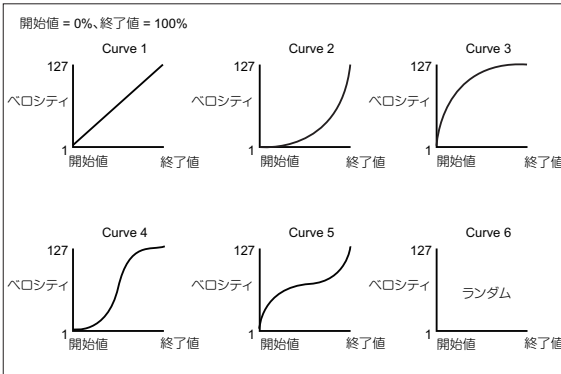 開始値 = 0%、終了値 = 100%
Curve 1
127
ベロシティ
1
開始値 終了値
Curve 2
127
ベロシティ
1
開始値 終了値
Curve 3
127
ベロシティ
1
開始値 終了値
Curve 4
127
ベロシティ
1
開始値 終了値
Curve 5
127
ベロシティ
1
開始値 終了値
Curve 6
127
ベロシティ
ランダム
1
開始値 終了値